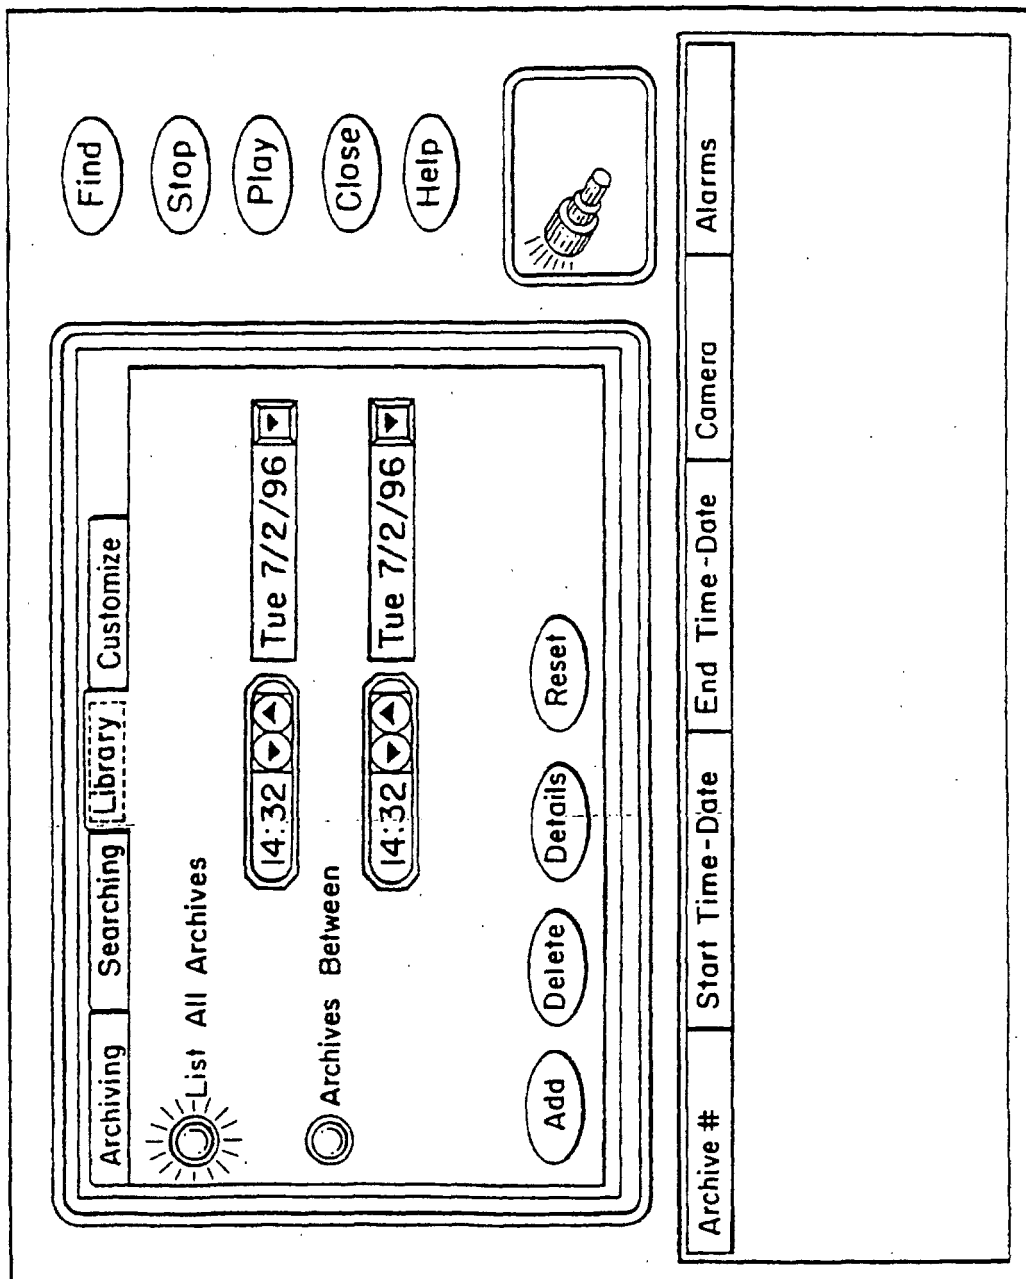 Archiving Searching Library Customize
List All Archives
14:32 Tue 7/2/96
Archives Between
14:32 Tue 7/2/96
Add Delete Details Reset
Find
Stop
Play
Close
Help
Archive # Start Time-Date End Time-Date Camera Alarms